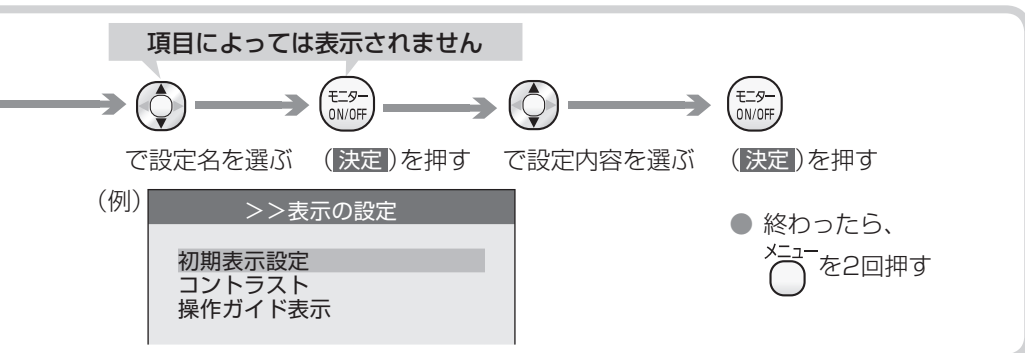 項目によっては表示されません
モニター
ON/OFF
モニター
ON/OFF
で設定名を選ぶ (決定)を押す で設定内容を選ぶ (決定)を押す
(例)
>>表示の設定
初期表示設定
コントラスト
操作ガイド表示
● 終わったら、
メニュー
を2回押す